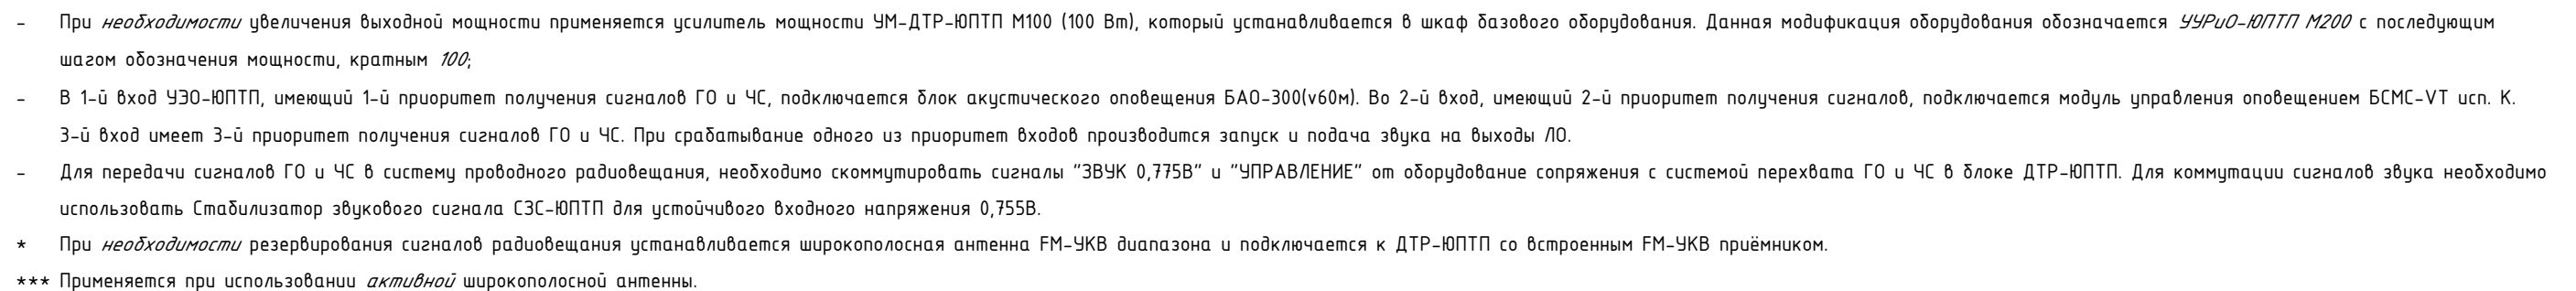 - При необходимости увеличения выходной мощности применяется усилитель мощности УМ-ДТР-ЮПТП М100 (100 Вт), который устанавливается в шкаф базового оборудования. Данная модификация оборудования обозначается УУРиО-ЮПТП М200 с последующим
шагом обозначения мощности, кратным 100;
- В 1-й вход УЭО-ЮПТП, имеющий 1-й приоритет получения сигналов ГО и ЧС, подключается блок акустического оповещения БАО-300(v60м). Во 2-й вход, имеющий 2-й приоритет получения сигналов, подключается модуль управления оповещением БСМС-VT исп. К.
3-й вход имеет 3-й приоритет получения сигналов ГО и ЧС. При срабатывание одного из приоритет входов производится запуск и подача звука на выходы ЛО.
- Для передачи сигналов ГО и ЧС в систему проводного радиовещания, необходимо скоммутировать сигналы "ЗВУК 0,775В" и "УПРАВЛЕНИЕ" от оборудование сопряжения с системой перехвата ГО и ЧС в блоке ДТР-ЮПТП. Для коммутации сигналов звука необходимо
использовать Стабилизатор звукового сигнала СЗС-ЮПТП для устойчивого входного напряжения 0,755В.
* При необходимости резервирования сигналов радиовещания устанавливается широкополосная антенна FM-УКВ диапазона и подключается к ДТР-ЮПТП со встроенным FM-УКВ приёмником.
*** Применяется при использовании активной широкополосной антенны.